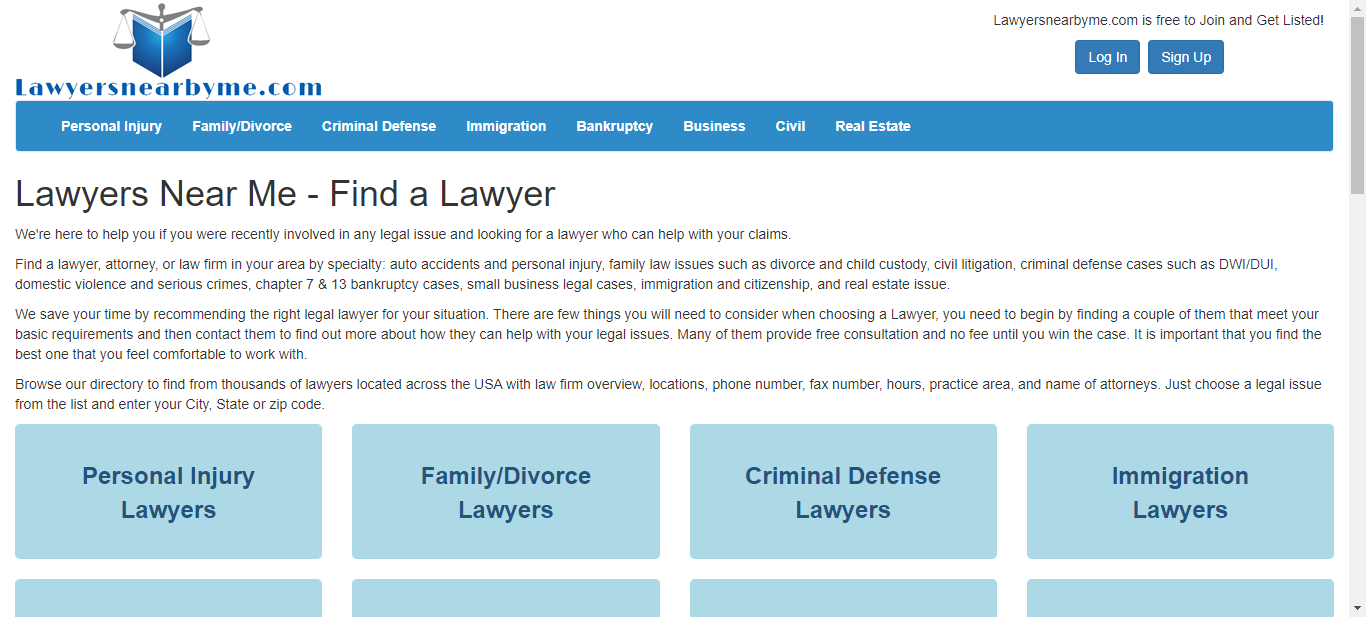 Lawyersnearbyme.com is free to Join and Get Listed!
Log In Sign Up
Lawyersnearbyme.com
Personal Injury Family/Divorce Criminal Defense Immigration Bankruptcy Business Civil Real Estate
Lawyers Near Me - Find a Lawyer
We're here to help you if you were recently involved in any legal issue and looking for a lawyer who can help with your claims.
Find a lawyer, attorney, or law firm in your area by specialty: auto accidents and personal injury, family law issues such as divorce and child custody, civil litigation, criminal defense cases such as DWI/DUI,
domestic violence and serious crimes, chapter 7 & 13 bankruptcy cases, small business legal cases, immigration and citizenship, and real estate issue.
We save your time by recommending the right legal lawyer for your situation. There are few things you will need to consider when choosing a Lawyer, you need to begin by finding a couple of them that meet your
basic requirements and then contact them to find out more about how they can help with your legal issues. Many of them provide free consultation and no fee until you win the case. It is important that you find the
best one that you feel comfortable to work with.
Browse our directory to find from thousands of lawyers located across the USA with law firm overview, locations, phone number, fax number, hours, practice area, and name of attorneys. Just choose a legal issue
from the list and enter your City, State or zip code.
Personal Injury
Lawyers
Family/Divorce
Lawyers
Criminal Defense
Lawyers
Immigration
Lawyers